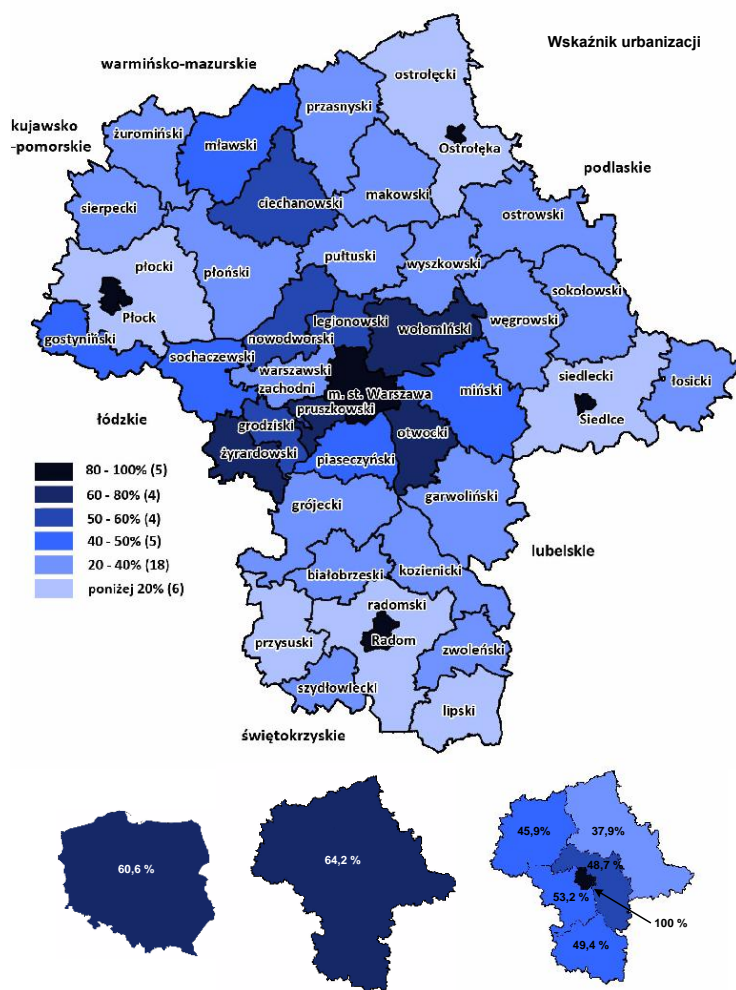 Wskaźnik urbanizacji
warmińsko-mazurskie
ostrołęcki
przasnyski
kujawsko
-pomorskie
żuromiński
mławski
Ostrołęka
podlaskie
ciechanowski
makowski
sierpecki
ostrowski
płocki
płoński
pułtuski
wyszkowski
sokołowski
Płock
legionowski
wołomiński
węgrowski
gostyniński
nowodworski
sochaczewski
warszawski
zachodni
m. st. Warszawa
miński
siedlecki
łosicki
pruszkowski
Siedlce
łódzkie
grodziski
otwocki
żyrardowski
piaseczyński
80 - 100% (5)
60 - 80% (4)
50 - 60% (4)
40 - 50% (5)
20 - 40% (18)
poniżej 20% (6)
grójecki
garwoliński
lubelskie
białobrzeski
kozienicki
radomski
przysuski
Radom
zwoleński
szydłowiecki
lipski
świętokrzyskie
60,6 %
64,2 %
45,9%
37,9%
48,7 %
53,2 %
100 %
49,4 %